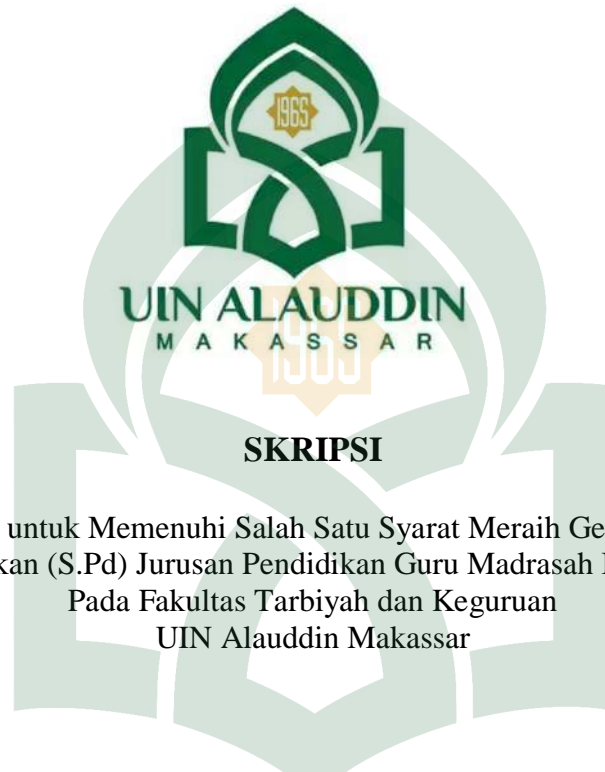 1965
UIN ALAUDDIN
MAKASSAR
1965
SKRIPSI
untuk Memenuhi Salah Satu Syarat Meraih
(S.Pd) Jurusan Pendidikan Guru Madrasah
Pada Fakultas Tarbiyah dan Keguruan
UIN Alauddin Makassar